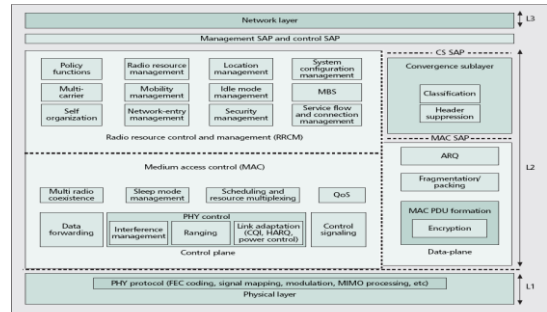 Network layer
L3
Management SAP and control SAP
CS SAP
Policy
functions
Radio resource
management
Location
management
System
configuration
management
Convergence sublayer
Multi-
carrier
Mobility
management
Idle mode
management
MBS
Classification
Self
organization
Network-entry
management
Security
management
Service flow
and connection
management
Header
suppression
Radio resource control and management (RRCM)
MAC SAP
L2
Medium access control (MAC)
ARQ
Fragmentation/
packing
Multi radio
coexistence
Sleep mode
management
Scheduling and
resource multiplexing
QoS
MAC PDU formation
Encryption
Data
forwarding
PHY control
Interference
management
Ranging
Link adaptation
(CQI, HARQ,
power control)
Control
signaling
Control plane
Data-plane
PHY protocol (FEC coding, signal mapping, modulation, MIMO processing, etc)
Physical layer
L1